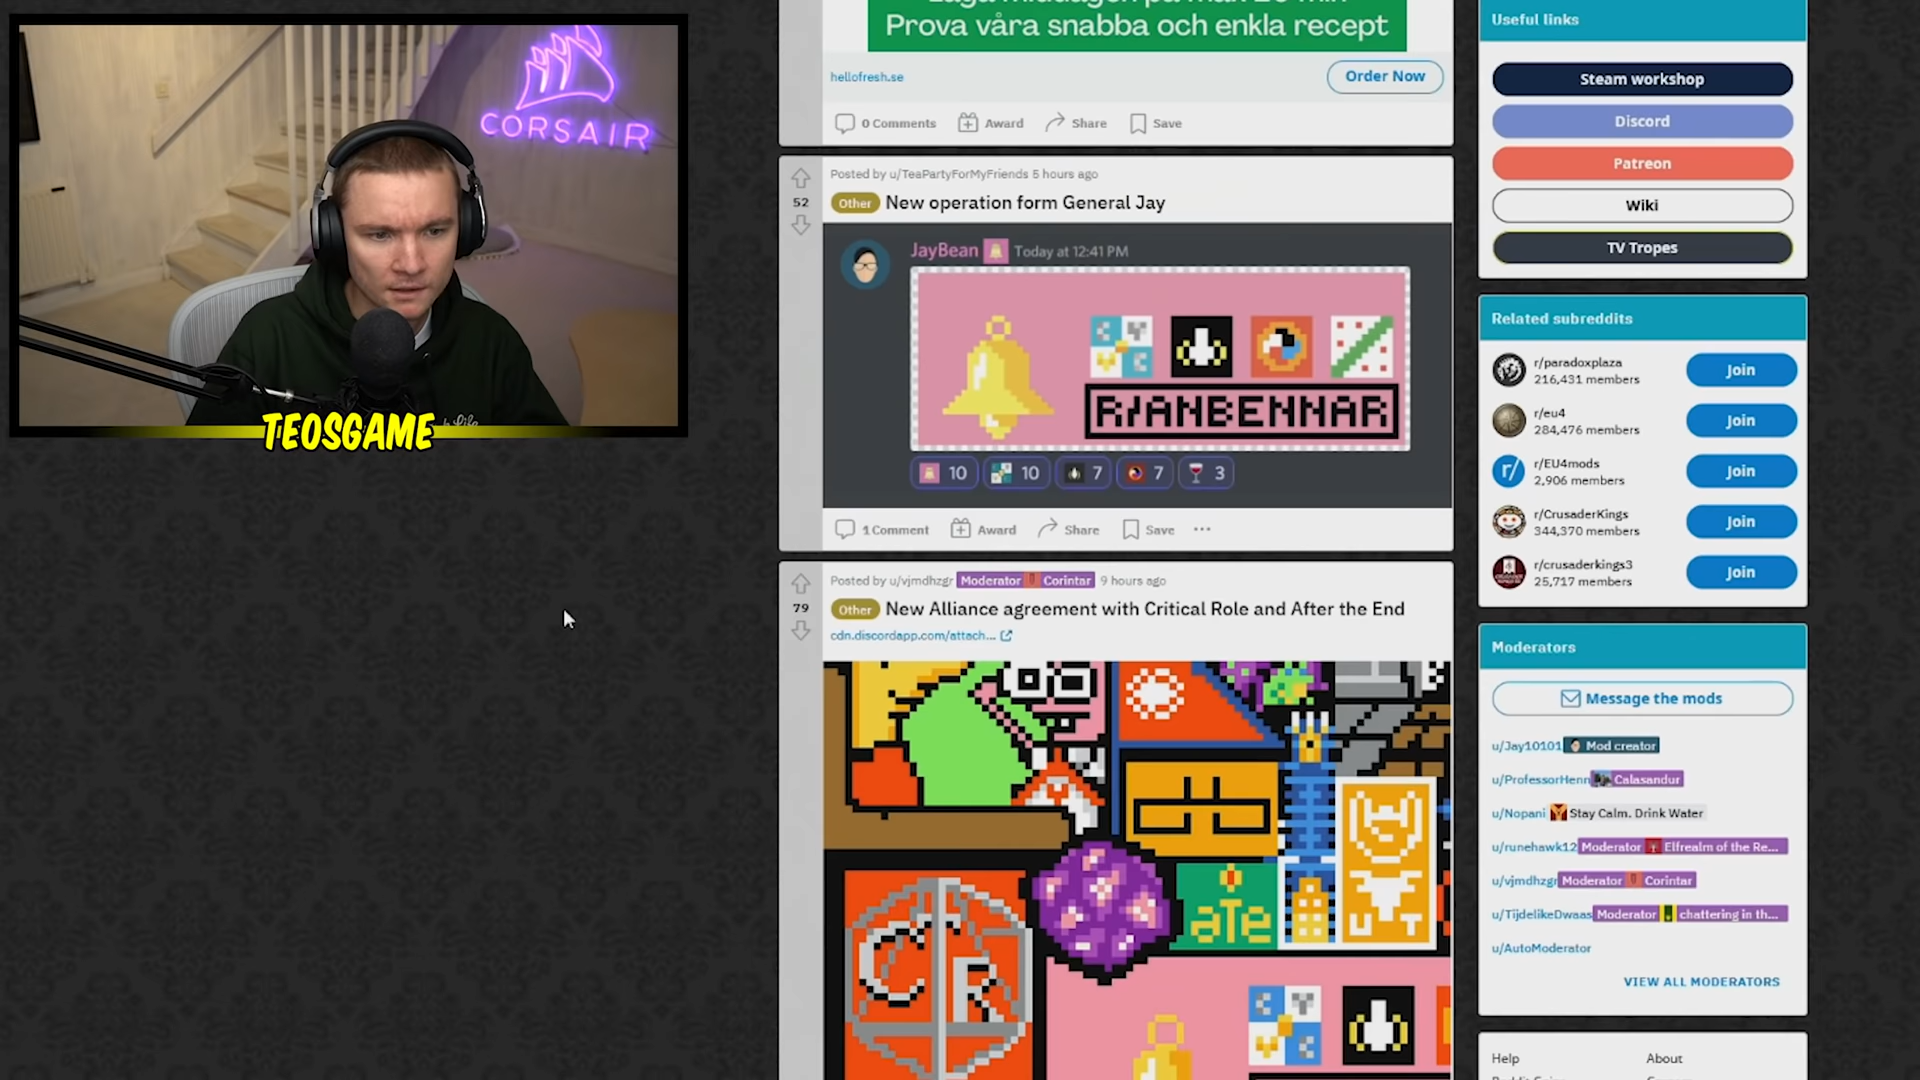 CORSAIR
TEOSGAME
Prova våra snabba och enkla recept
hellofresh.se
Order Now
0 Comments Award Share Save
Posted by u/TeaPartyForMyFriends 5 hours ago
52
Other New operation form General Jay
JayBean Today at 12:41 PM
R/ANBENNAR
10 10 7 7 3
1 Comment Award Share Save
Posted by u/vjmdhzgr Moderator Corintar 9 hours ago
79
Other New Alliance agreement with Critical Role and After the End
cdn.discordapp.com/attach...
ate
U T
C R
Useful links
Steam workshop
Discord
Patreon
Wiki
TV Tropes
Related subreddits
r/paradoxplaza
216,431 members
Join
r/eu4
284,476 members
Join
r/EU4mods
2,906 members
Join
r/CrusaderKings
344,370 members
Join
r/crusaderkings3
25,717 members
Join
Moderators
Message the mods
u/Jay10101 Mod creator
u/ProfessorHenn Calasandur
u/Nopani Stay Calm. Drink Water
u/runehawk12 Moderator Elfrealm of the Re...
u/vjmdhzgr Moderator Corintar
u/TijdelikeDwaas Moderator chattering in th...
u/AutoModerator
VIEW ALL MODERATORS
Help About